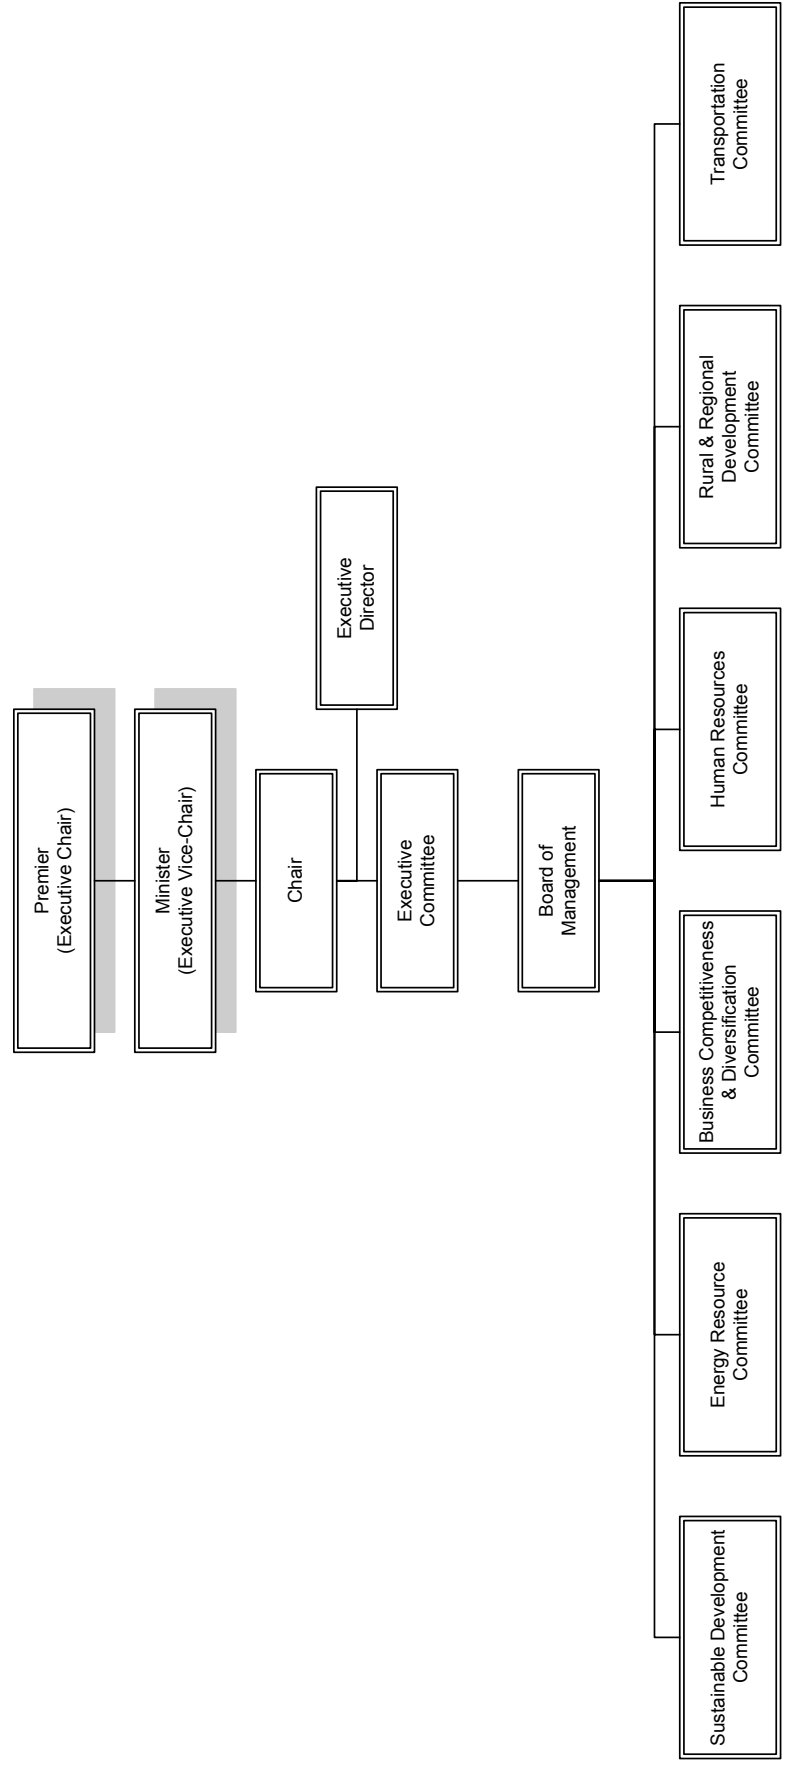 Premier
(Executive Chair)
Minister
(Executive Vice-Chair)
Chair
Executive
Director
Executive
Committee
Board of
Management
Sustainable Development
Committee
Energy Resource
Committee
Business Competitiveness
& Diversification
Committee
Human Resources
Committee
Rural & Regional
Development
Committee
Transportation
Committee